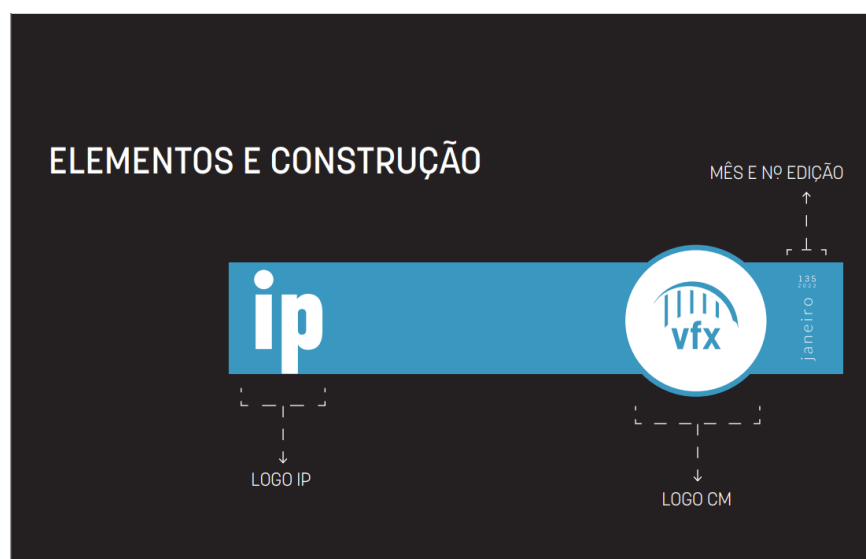 ELEMENTOS E CONSTRUÇÃO
MÊS E Nº EDIÇÃO
ip
vfx
135
2022
janeiro
LOGO IP
LOGO CM